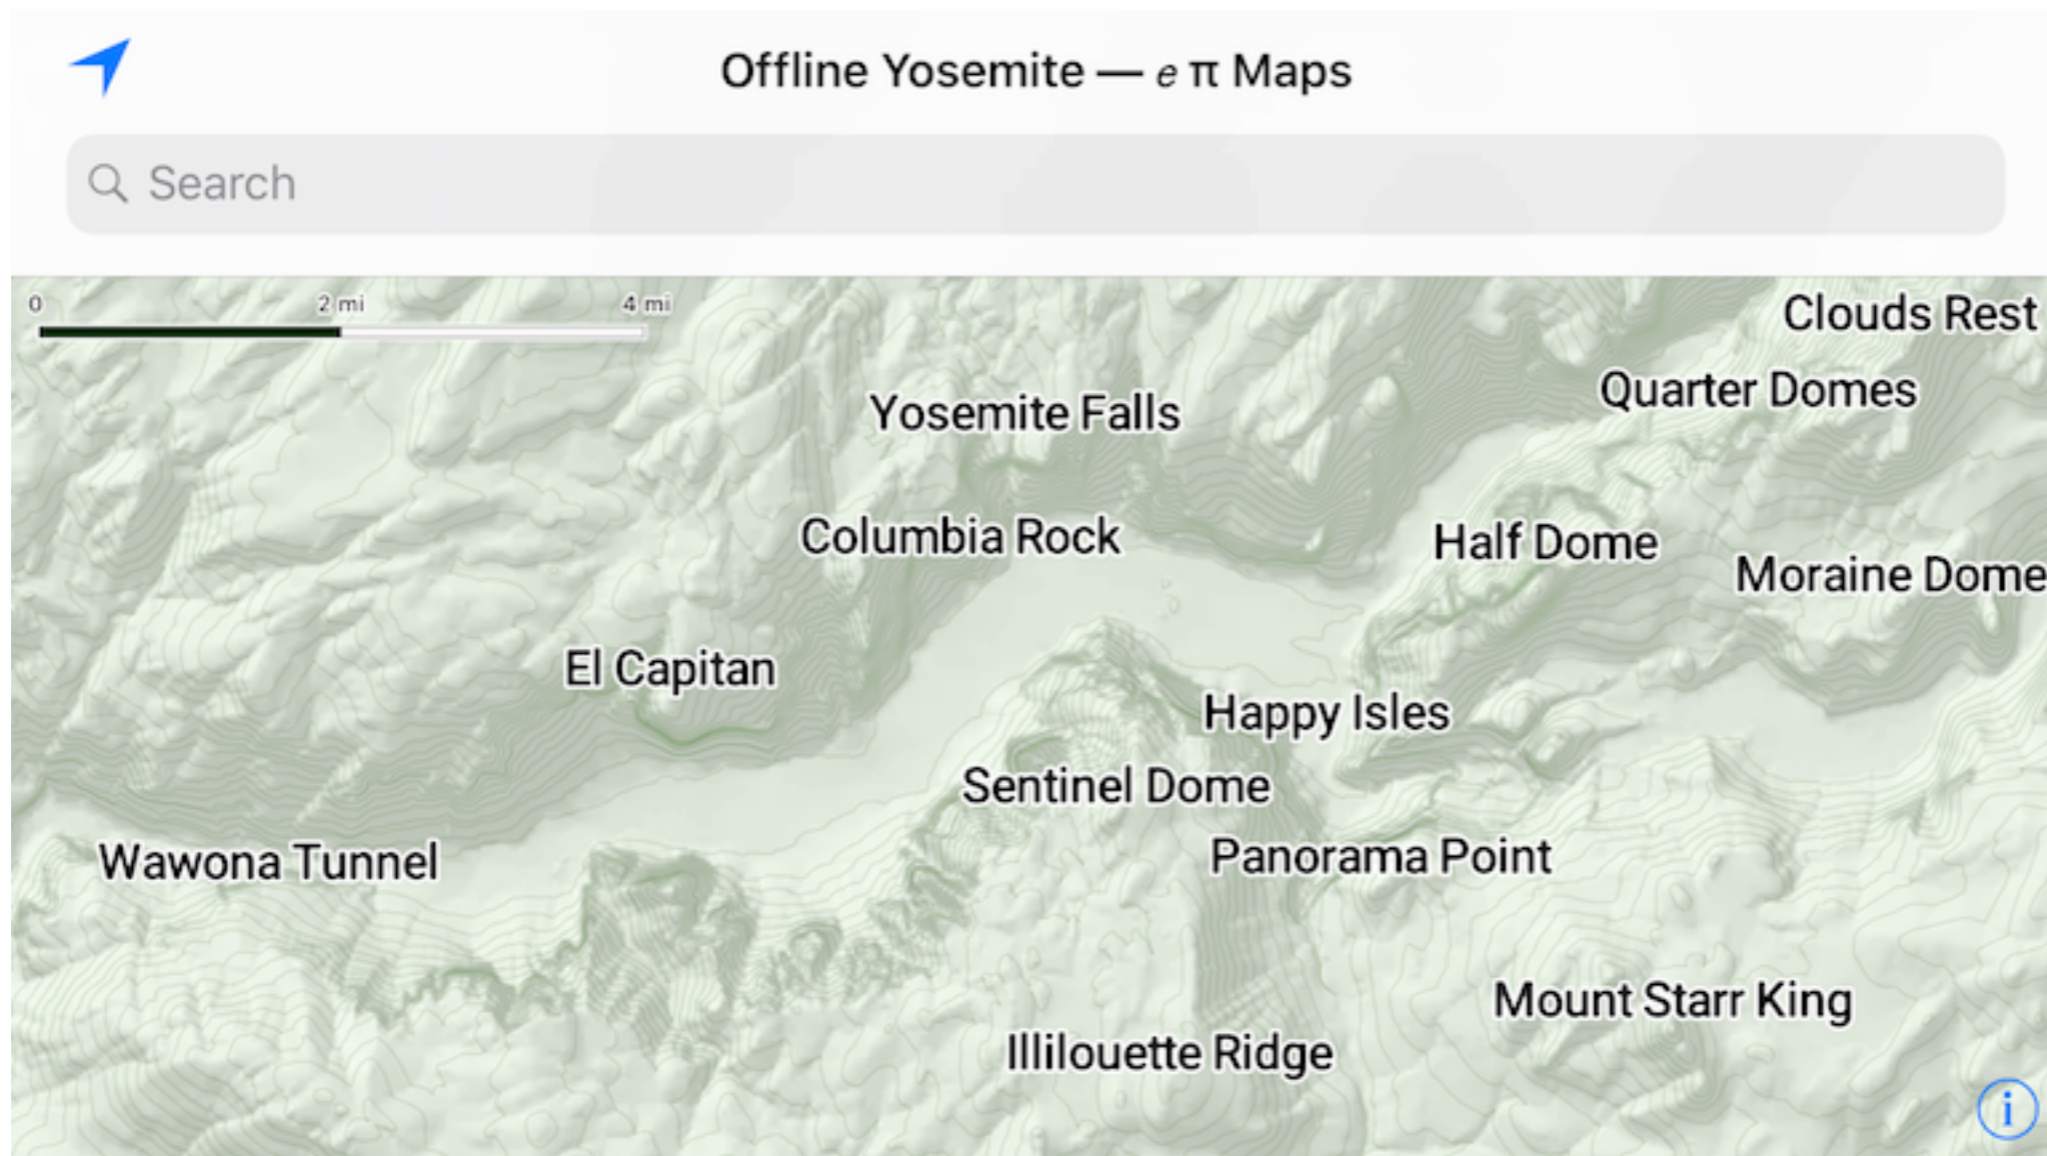 Offline Yosemite — e π Maps
Search
0 2 mi 4 mi
Clouds Rest
Quarter Domes
Yosemite Falls
Columbia Rock
Half Dome
Moraine Dome
El Capitan
Happy Isles
Sentinel Dome
Wawona Tunnel
Panorama Point
Mount Starr King
Illilouette Ridge
i